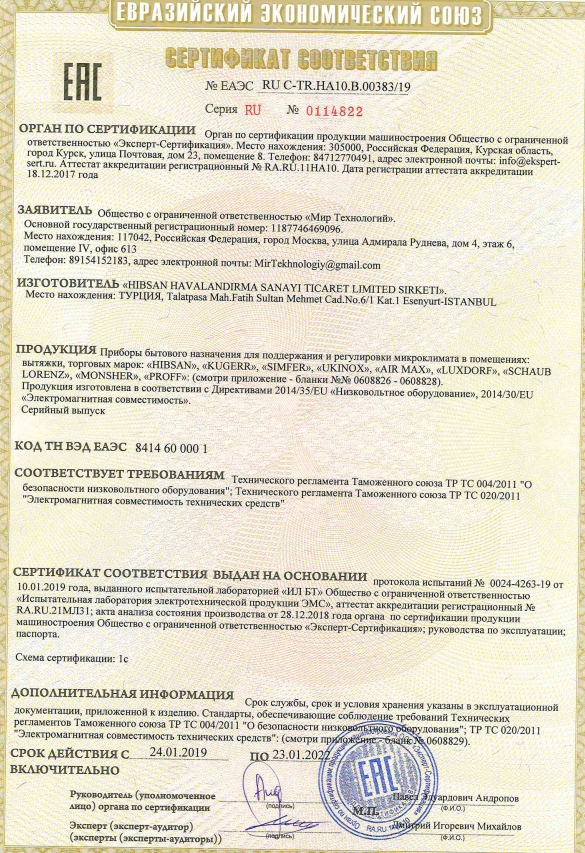 ЕВРАЗИЙСКИЙ ЭКОНОМИЧЕСКИЙ СОЮЗ
СЕРТИФИКАТ СООТВЕТСТВИЯ
EAC
№ ЕАЭС RU С-TR.НА10.В.00383/19
Серия RU № 0114822
ОРГАН ПО СЕРТИФИКАЦИИ Орган по сертификации продукции машиностроения Общество с ограниченной
ответственностью «Эксперт-Сертификация». Место нахождения: 305000, Российская Федерация, Курская область,
город Курск, улица Почтовая, дом 23, помещение 8. Телефон: 84712770491, адрес электронной почты: info@ekspert-
sert.ru. Аттестат аккредитации регистрационный № RA.RU.11НА10. Дата регистрации аттестата аккредитации
18.12.2017 года
ЗАЯВИТЕЛЬ Общество с ограниченной ответственностью «Мир Технологий».
Основной государственный регистрационный номер: 1187746469096.
Место нахождения: 117042, Российская Федерация, город Москва, улица Адмирала Руднева, дом 4, этаж 6,
помещение IV, офис 613
Телефон: 89154152183, адрес электронной почты: MirTekhnologiy@gmail.com
ИЗГОТОВИТЕЛЬ «HIBSAN HAVALANDIRMA SANAYI TICARET LIMITED SIRKETI».
Место нахождения: ТУРЦИЯ, Talatpasa Mah.Fatih Sultan Mehmet Cad.No.6/1 Kat.1 Esenyurt-ISTANBUL
ПРОДУКЦИЯ Приборы бытового назначения для поддержания и регулировки микроклимата в помещениях:
вытяжки, торговых марок: «HIBSAN», «KUGERR», «SIMFER», «UKINOX», «AIR MAX», «LUXDORF», «SCHAUB
LORENZ», «MONSHER», «PROFF»: (смотри приложение - бланки №№ 0608826 - 0608828).
Продукция изготовлена в соответствии с Директивами 2014/35/EU «Низковольтное оборудование», 2014/30/EU
«Электромагнитная совместимость».
Серийный выпуск
КОД ТН ВЭД ЕАЭС 8414 60 000 1
СООТВЕТСТВУЕТ ТРЕБОВАНИЯМ Технического регламента Таможенного союза ТР ТС 004/2011 "О
безопасности низковольтного оборудования"; Технического регламента Таможенного союза ТР ТС 020/2011
"Электромагнитная совместимость технических средств"
СЕРТИФИКАТ СООТВЕТСТВИЯ ВЫДАН НА ОСНОВАНИИ протокола испытаний № 0024-4263-19 от
10.01.2019 года, выданного испытательной лабораторией «ИЛ БТ» Общество с ограниченной ответственностью
«Испытательная лаборатория электротехнической продукции ЭМС», аттестат аккредитации регистрационный №
RA.RU.21МЛ31; акта анализа состояния производства от 28.12.2018 года органа по сертификации продукции
машиностроения Общество с ограниченной ответственностью «Эксперт-Сертификация»; руководства по эксплуатации;
паспорта.
Схема сертификации: 1с
ДОПОЛНИТЕЛЬНАЯ ИНФОРМАЦИЯ Срок службы, срок и условия хранения указаны в эксплуатационной
документации, приложенной к изделию. Стандарты, обеспечивающие соблюдение требований Технических
регламентов Таможенного союза ТР ТС 004/2011 "О безопасности низковольтного оборудования"; ТР ТС 020/2011
"Электромагнитная совместимость технических средств": (смотри приложение - бланк № 0608829).
СРОК ДЕЙСТВИЯ С 24.01.2019 ПО 23.01.2022
ВКЛЮЧИТЕЛЬНО
Руководитель (уполномоченное
лицо) органа по сертификации
(подпись)
М.П.
Павел Эдуардович Андропов
(Ф.И.О.)
Эксперт (эксперт-аудитор)
(эксперты (эксперты-аудиторы))
(подпись)
Дмитрий Игоревич Михайлов
(Ф.И.О.)
EAC